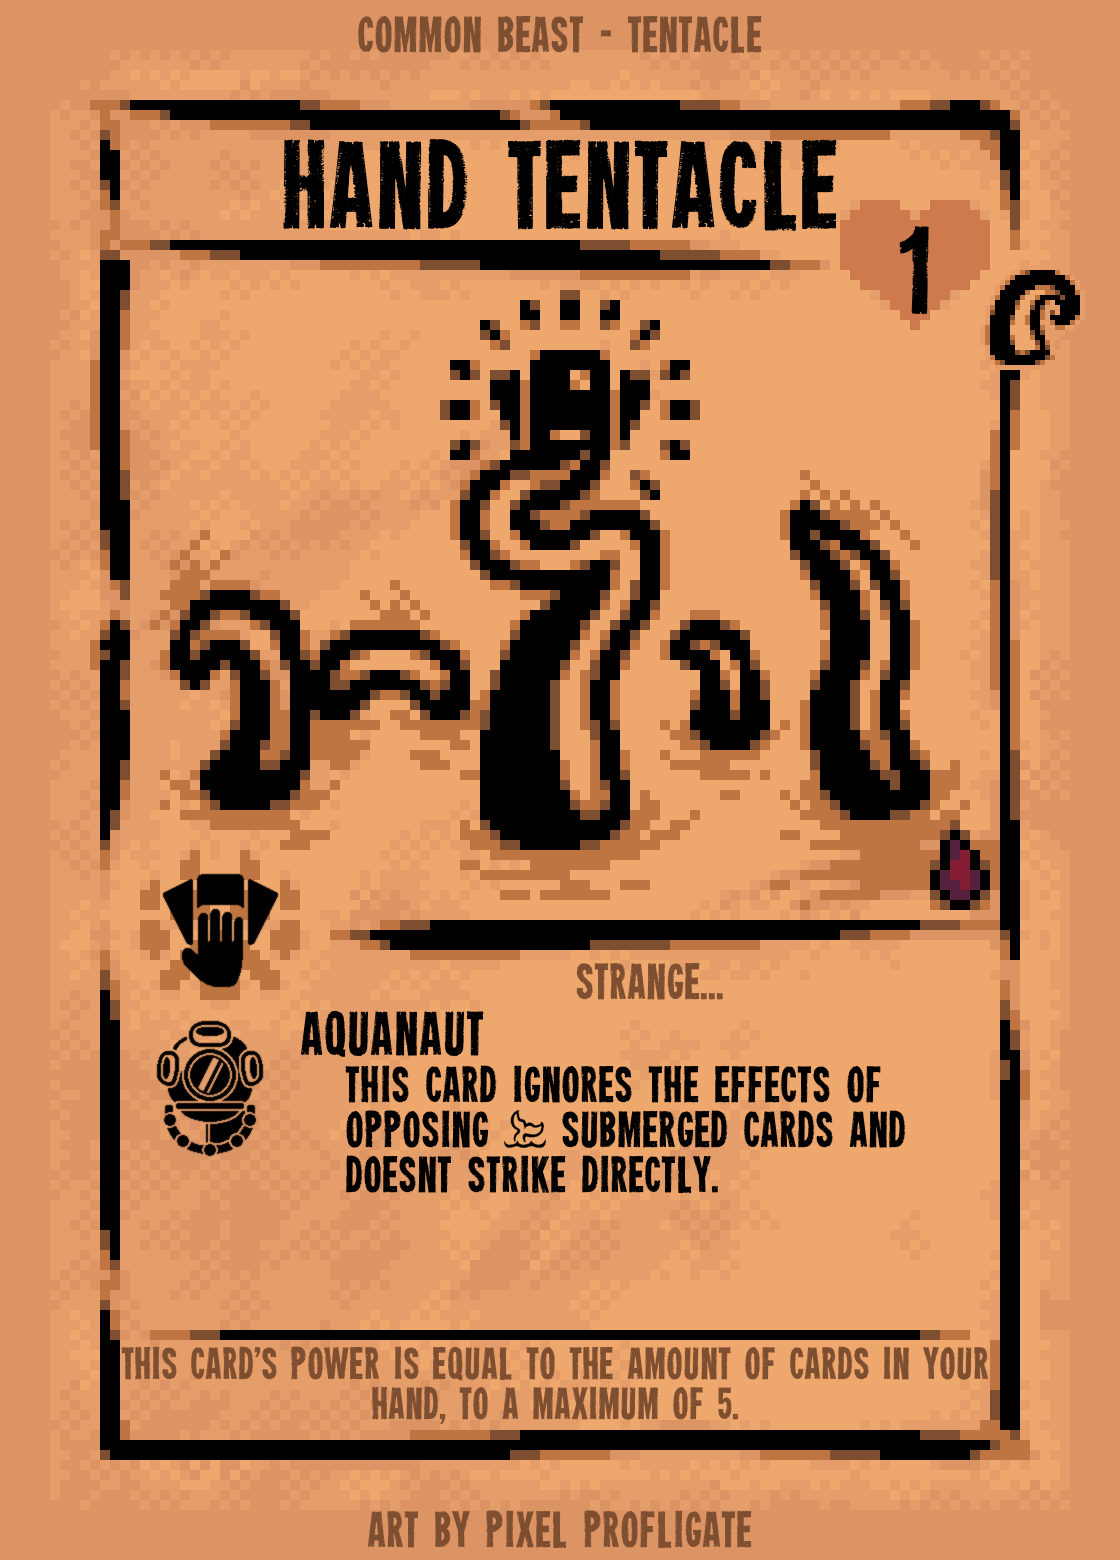 COMMON BEAST - TENTACLE
HAND TENTACLE
1
STRANGE...
AQUANAUT
THIS CARD IGNORES THE EFFECTS OF
OPPOSING SUBMERGED CARDS AND
DOESNT STRIKE DIRECTLY.
THIS CARD'S POWER IS EQUAL TO THE AMOUNT OF CARDS IN YOUR
HAND, TO A MAXIMUM OF 5.
ART BY PIXEL PROFLIGATE